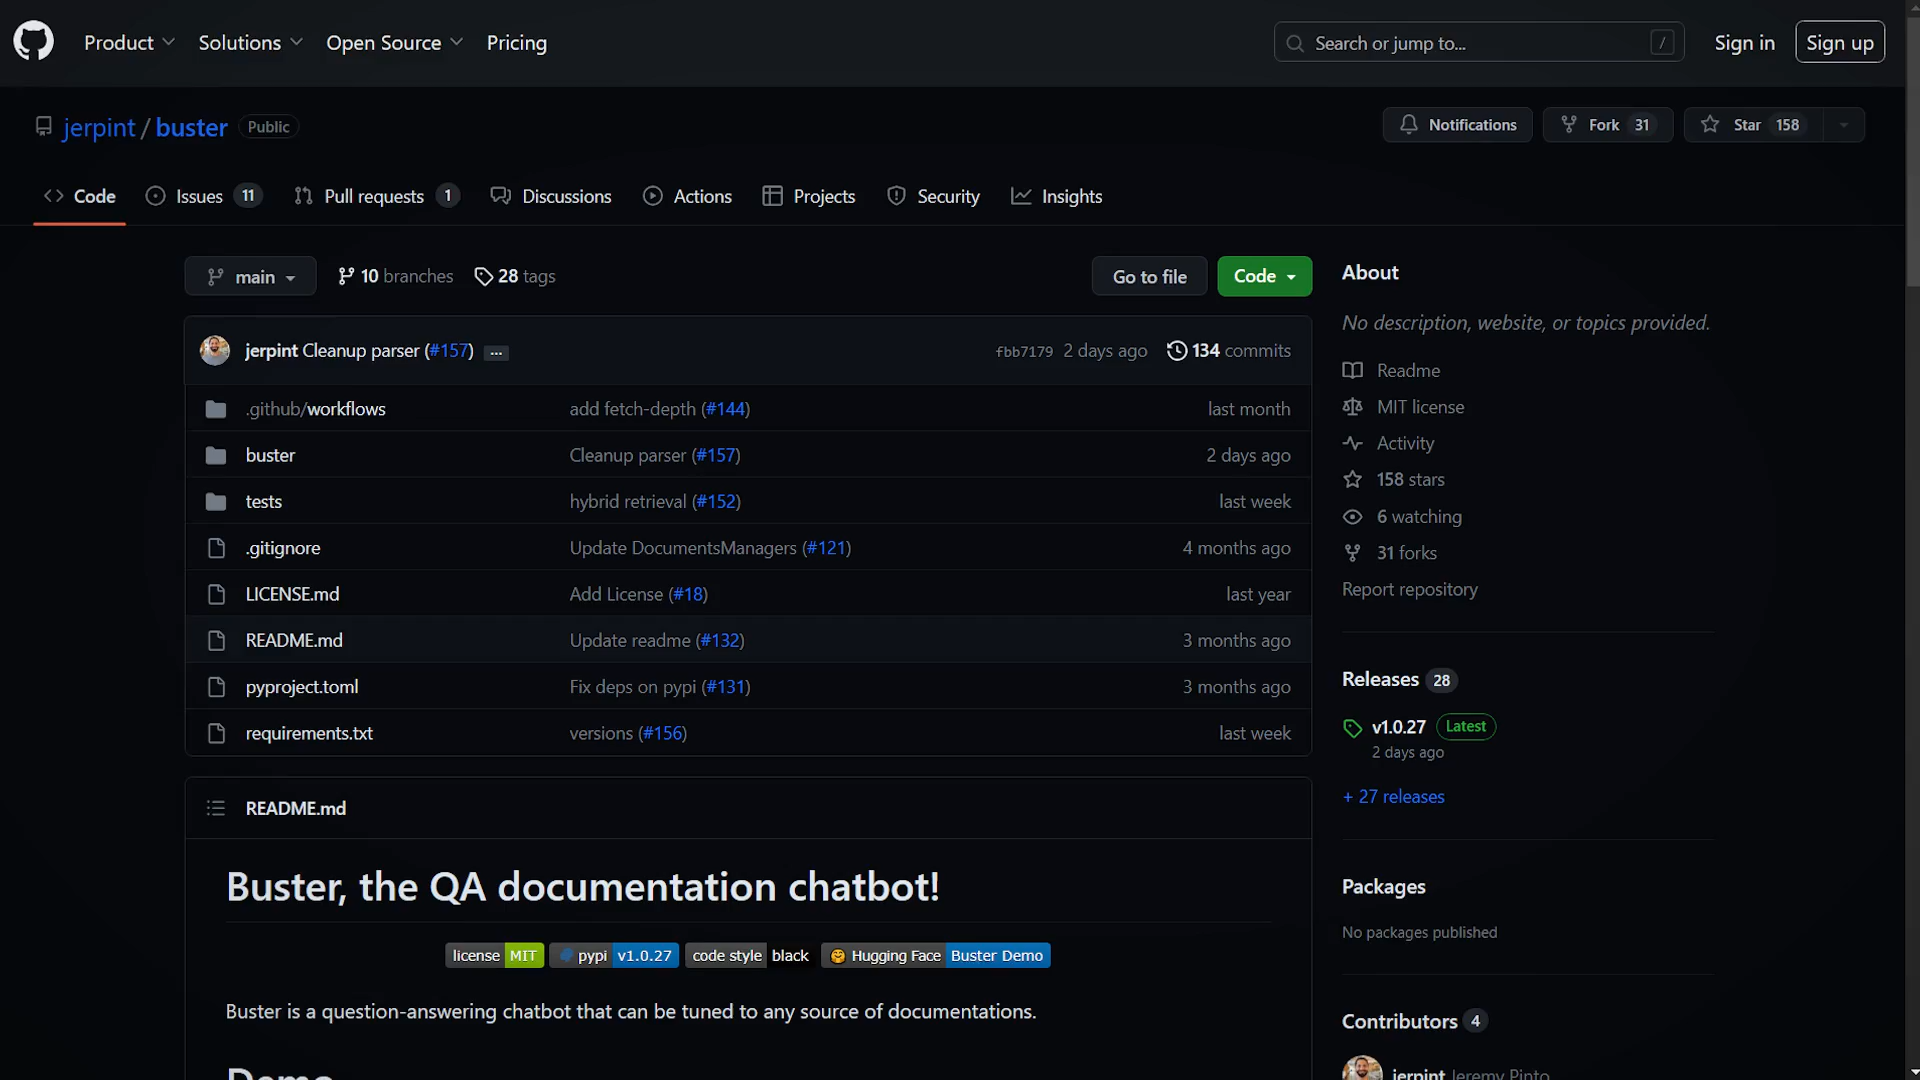 Product Solutions Open Source Pricing Search or jump to... / Sign in Sign up
jerpint / buster Public Notifications Fork 31 Star 158
Code Issues 11 Pull requests 1 Discussions Actions Projects Security Insights
main 10 branches 28 tags Go to file Code
jerpint Cleanup parser (#157) ... fbb7179 2 days ago 134 commits
.github/workflows add fetch-depth (#144) last month
buster Cleanup parser (#157) 2 days ago
tests hybrid retrieval (#152) last week
.gitignore Update DocumentsManagers (#121) 4 months ago
LICENSE.md Add License (#18) last year
README.md Update readme (#132) 3 months ago
pyproject.toml Fix deps on pypi (#131) 3 months ago
requirements.txt versions (#156) last week
README.md
Buster, the QA documentation chatbot!
license MIT pypi v1.0.27 code style black Hugging Face Buster Demo
Buster is a question-answering chatbot that can be tuned to any source of documentations.
Demo
About
No description, website, or topics provided.
Readme
MIT license
Activity
158 stars
6 watching
31 forks
Report repository
Releases 28
v1.0.27 Latest
2 days ago
+ 27 releases
Packages
No packages published
Contributors 4
jerpint Jeremy Pinto